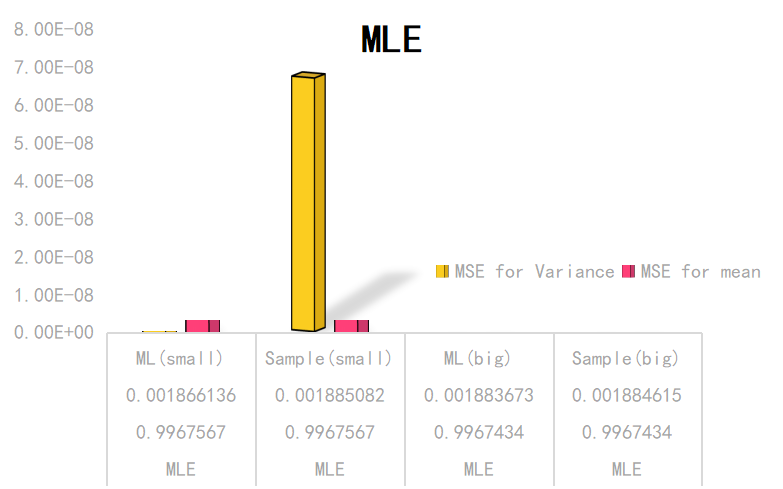 MLE
8.00E-08
7.00E-08
6.00E-08
5.00E-08
4.00E-08
3.00E-08
2.00E-08
1.00E-08
0.00E+00
MSE for Variance MSE for mean
ML(small) Sample(small) ML(big) Sample(big)
0.001866136 0.001885082 0.001883673 0.001884615
0.9967567 0.9967567 0.9967434 0.9967434
MLE MLE MLE MLE